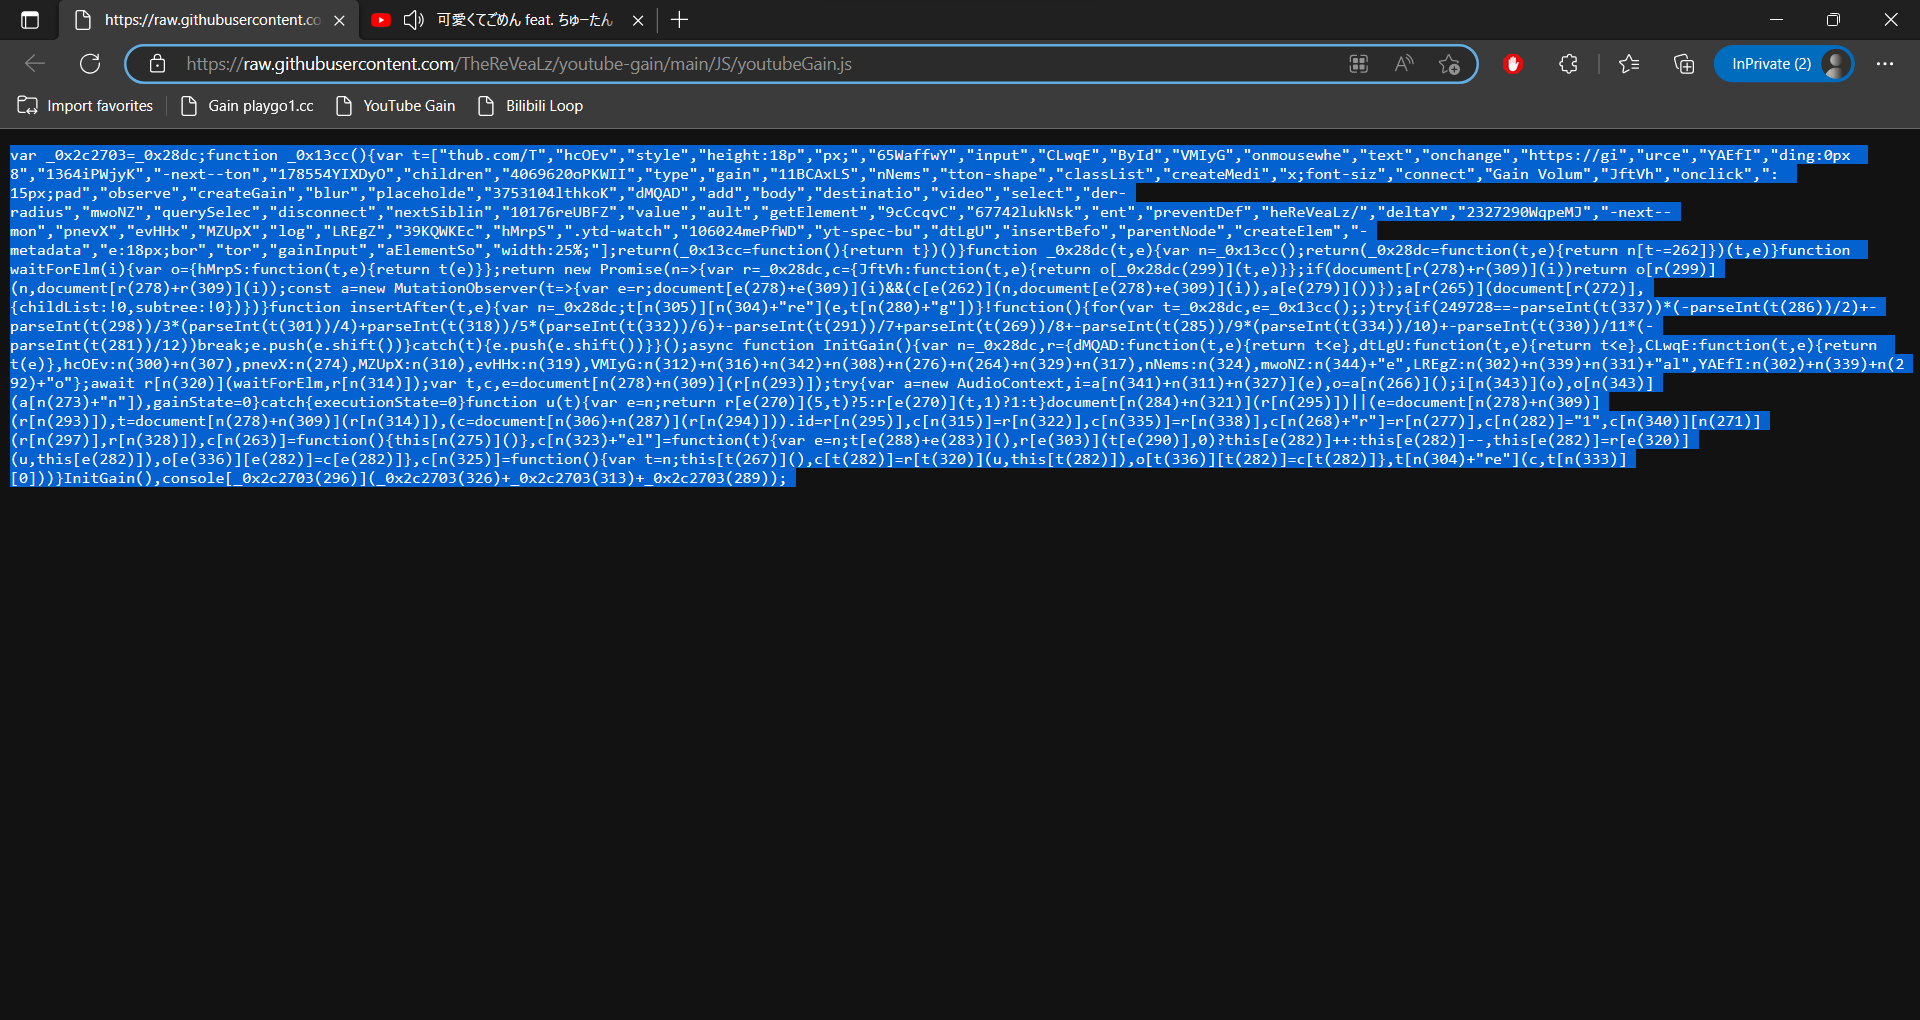 https://raw.githubusercontent.co
可愛くてごめん feat. ちゅーたん
https://raw.githubusercontent.com/TheReVeaLz/youtube-gain/main/JS/youtubeGain.js
InPrivate (2)
Import favorites
Gain playgo1.cc
YouTube Gain
Bilibili Loop
var _0x2c2703=_0x28dc;function _0x13cc(){var t=["thub.com/T","hcOEv","style","height:18p","px;","65WaffwY","input","CLwqE","ById","VMIyG","onmousewhe","text","onchange","https://gi","urce","YAEfI","ding:0px
8","1364iPWjyK","-next--ton","178554YIXDyO","children","4069620oPKWII","type","gain","11BCAxLS","nNems","tton-shape","classList","createMedi","x;font-siz","connect","Gain Volum","JftVh","onclick",":
15px;pad","observe","createGain","blur","placeholde","3753104lthkoK","dMQAD","add","body","destinatio","video","select","der-
radius","mwoNZ","querySelec","disconnect","nextSiblin","10176reUBFZ","value","ault","getElement","9cCcqvC","67742lukNsk","ent","preventDef","heReVeaLz/","deltaY","2327290WqpeMJ","-next--
mon","pnevX","evHHx","MZUpX","log","LREgZ","39KQWKEc","hMrpS",".ytd-watch","106024mePfWD","yt-spec-bu","dtLgU","insertBefo","parentNode","createElem","-
metadata","e:18px;bor","tor","gainInput","aElementSo","width:25%;"];return(_0x13cc=function(){return t})()}function _0x28dc(t,e){var n=_0x13cc();return(_0x28dc=function(t,e){return n[t-=262]})(t,e)}function
waitForElm(i){var o={hMrpS:function(t,e){return t(e)}};return new Promise(n=>{var r=_0x28dc,c={JftVh:function(t,e){return o[_0x28dc(299)](t,e)}};if(document[r(278)+r(309)](i))return o[r(299)]
(n,document[r(278)+r(309)](i));const a=new MutationObserver(t=>{var e=r;document[e(278)+e(309)](i)&&(c[e(262)](n,document[e(278)+e(309)](i)),a[e(279)]())});a[r(265)](document[r(272)],
{childList:!0,subtree:!0})})}function insertAfter(t,e){var n=_0x28dc;t[n(305)][n(304)+"re"](e,t[n(280)+"g"])}!function(){for(var t=_0x28dc,e=_0x13cc();;)try{if(249728==-parseInt(t(337))*(-parseInt(t(286))/2)+-
parseInt(t(298))/3*(parseInt(t(301))/4)+parseInt(t(318))/5*(parseInt(t(332))/6)+-parseInt(t(291))/7+parseInt(t(269))/8+-parseInt(t(285))/9*(parseInt(t(334))/10)+-parseInt(t(330))/11*(-
parseInt(t(281))/12))break;e.push(e.shift())}catch(t){e.push(e.shift())}}();async function InitGain(){var n=_0x28dc,r={dMQAD:function(t,e){return t<e},dtLgU:function(t,e){return t<e},CLwqE:function(t,e){return
t(e)},hcOEv:n(300)+n(307),pnevX:n(274),MZUpX:n(310),evHHx:n(319),VMIyG:n(312)+n(316)+n(342)+n(308)+n(276)+n(264)+n(329)+n(317),nNems:n(324),mwoNZ:n(344)+"e",LREgZ:n(302)+n(339)+n(331)+"al",YAEfI:n(302)+n(339)+n(2
92)+"o"};await r[n(320)](waitForElm,r[n(314)]);var t,c,e=document[n(278)+n(309)](r[n(293)]);try{var a=new AudioContext,i=a[n(341)+n(311)+n(327)](e),o=a[n(266)]();i[n(343)](o),o[n(343)]
(a[n(273)+"n"]),gainState=0}catch{executionState=0}function u(t){var e=n;return r[e(270)](5,t)?5:r[e(270)](t,1)?1:t}document[n(284)+n(321)](r[n(295)])||(e=document[n(278)+n(309)]
(r[n(293)]),t=document[n(278)+n(309)](r[n(314)]),(c=document[n(306)+n(287)](r[n(294)])).id=r[n(295)],c[n(315)]=r[n(322)],c[n(335)]=r[n(338)],c[n(268)+"r"]=r[n(277)],c[n(282)]="1",c[n(340)][n(271)]
(r[n(297)],r[n(328)]),c[n(263)]=function(){this[n(275)]()},c[n(323)+"el"]=function(t){var e=n;t[e(288)+e(283)](),r[e(303)](t[e(290)],0)?this[e(282)]++:this[e(282)]--,this[e(282)]=r[e(320)]
(u,this[e(282)]),o[e(336)][e(282)]=c[e(282)]},c[n(325)]=function(){var t=n;this[t(267)](),c[t(282)]=r[t(320)](u,this[t(282)]),o[t(336)][t(282)]=c[t(282)]},t[n(304)+"re"](c,t[n(333)]
[0]))}InitGain(),console[_0x2c2703(296)](_0x2c2703(326)+_0x2c2703(313)+_0x2c2703(289));